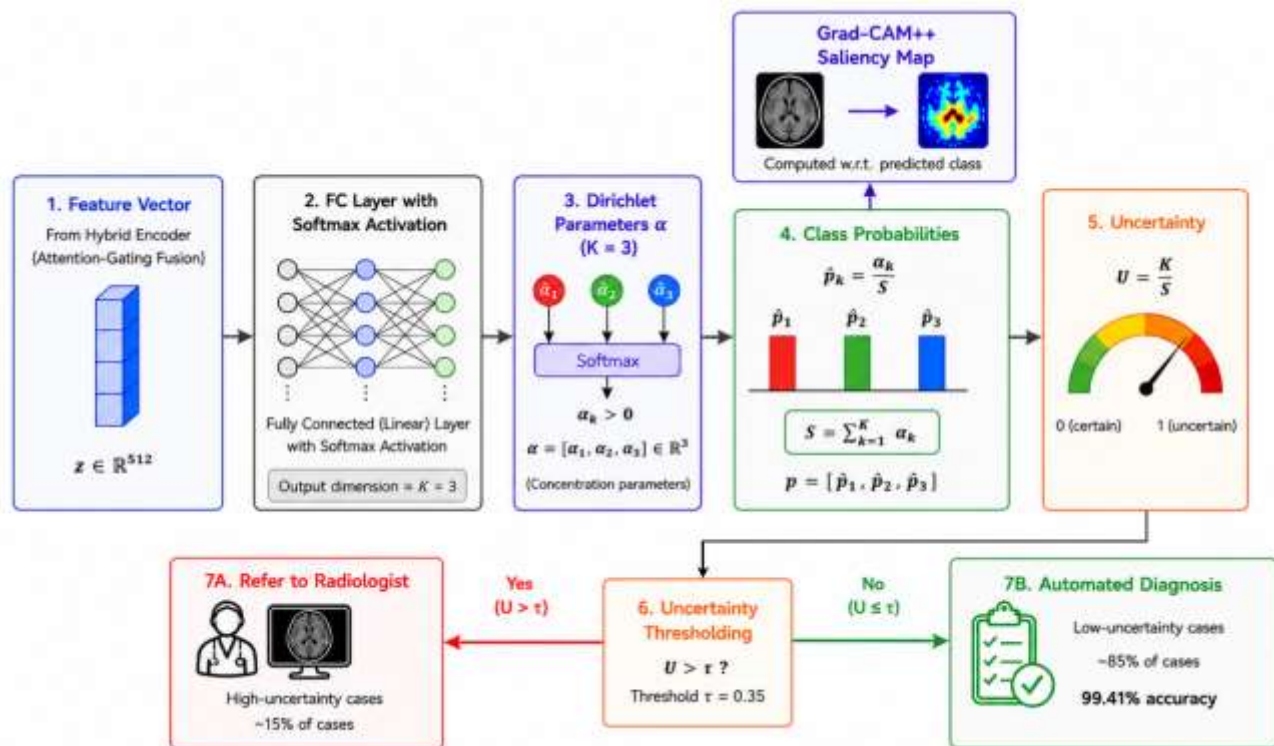 Grad-CAM++
Saliency Map
Computed w.r.t. predicted class
1. Feature Vector
From Hybrid Encoder
(Attention-Gating Fusion)
z ∈ ℝ⁵¹²
2. FC Layer with
Softmax Activation
Fully Connected (Linear) Layer
with Softmax Activation
Output dimension = K = 3
3. Dirichlet
Parameters α
(K = 3)
α̂₁ α̂₂ α̂₃
Softmax
αₖ > 0
α = [α₁, α₂, α₃] ∈ ℝ³
(Concentration parameters)
4. Class Probabilities
p̂ₖ = αₖ / S
p̂₁ p̂₂ p̂₃
S = ∑ₖ₌₁ᴷ αₖ
p = [p̂₁, p̂₂, p̂₃]
5. Uncertainty
U = K / S
0 (certain) 1 (uncertain)
7A. Refer to Radiologist
High-uncertainty cases
~15% of cases
Yes
(U > τ)
6. Uncertainty
Thresholding
U > τ ?
Threshold τ = 0.35
No
(U ≤ τ)
7B. Automated Diagnosis
Low-uncertainty cases
~85% of cases
99.41% accuracy